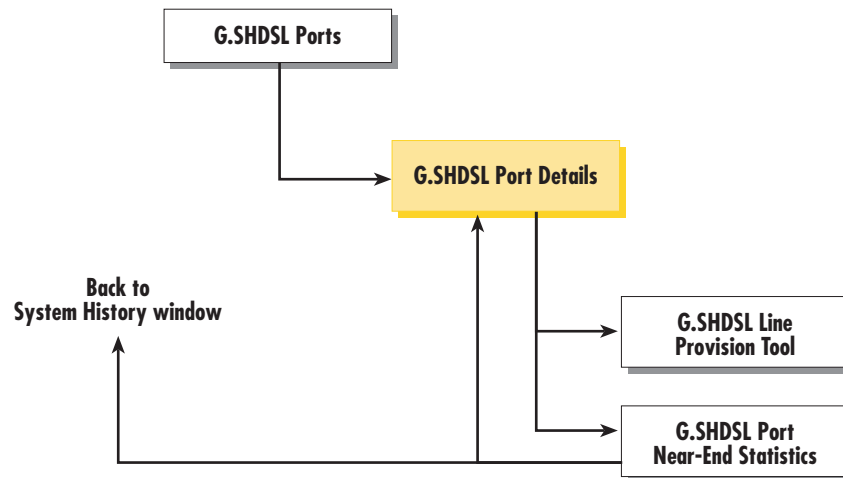 G.SHDSL Ports
G.SHDSL Port Details
Back to
System History window
G.SHDSL Line
Provision Tool
G.SHDSL Port
Near-End Statistics